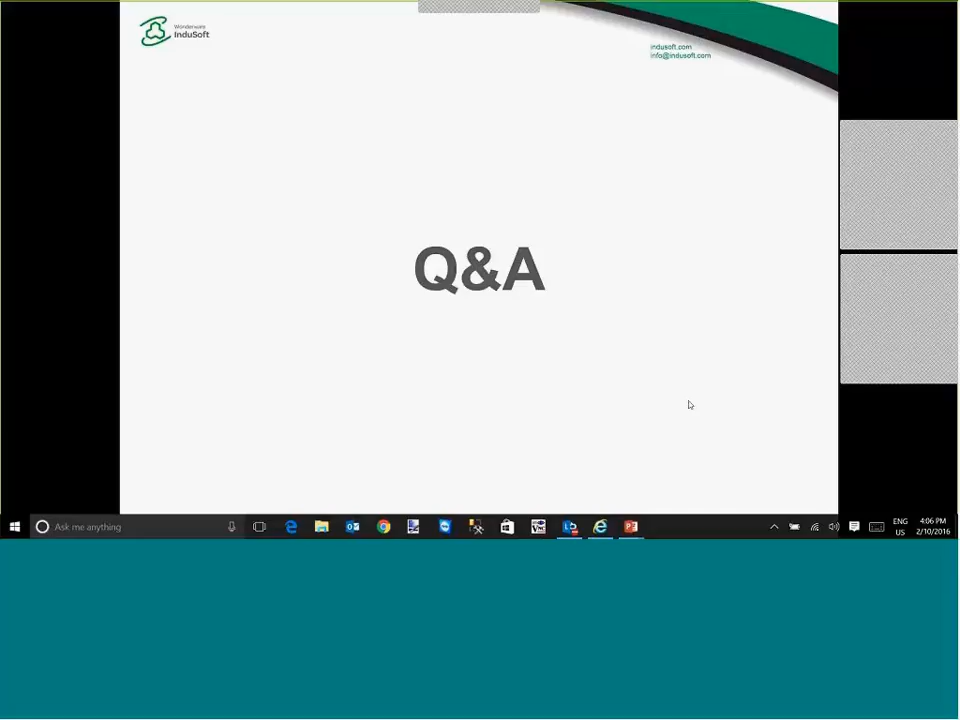 Wonderware
InduSoft
indusoft.com
info@indusoft.com
Q&A
Ask me anything
ENG
US
4:06 PM
2/10/2016